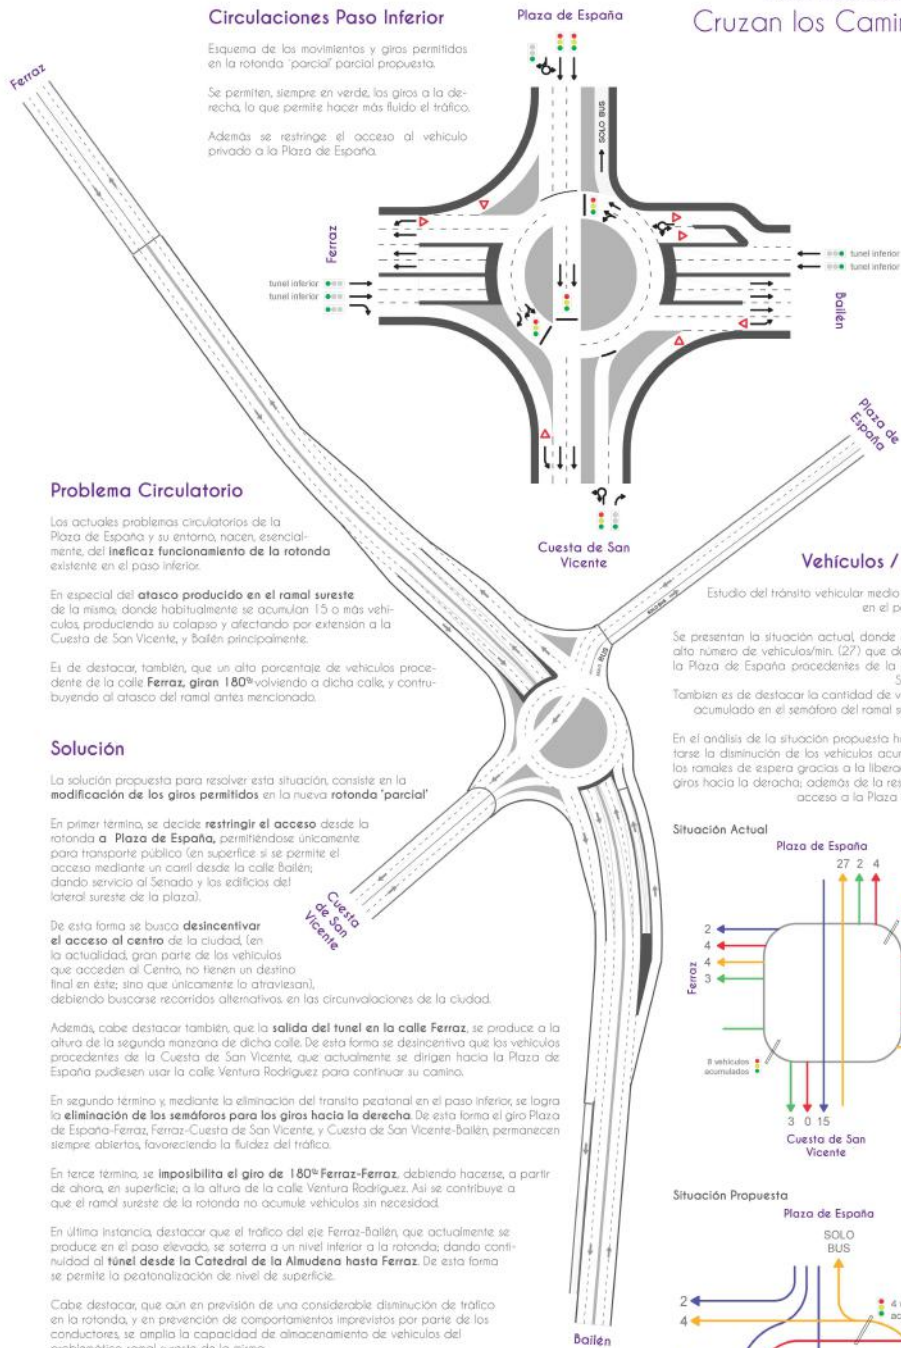 Circulaciones Paso Inferior
Esquema de los movimientos y giros permitidos
en la rotonda ¨parcial¨ parcial propuesta.
Se permiten, siempre en verde, los giros a la de-
recha, lo que permite hacer más fluido el tráfico.
Además se restringe el acceso al vehículo
privado a la Plaza de España.
Plaza de España
Cruzan los Camin
Ferraz
SOLO BUS
Ferraz
tunel inferior
tunel inferior
tunel inferior
tunel inferior
Bailén
Cuesta de San
Vicente
Plaza de
España
Problema Circulatorio
Los actuales problemas circulatorios de la
Plaza de España y su entorno, nacen, esencial-
mente, del ineficaz funcionamiento de la rotonda
existente en el paso inferior.
En especial del atasco producido en el ramal sureste
de la misma; donde habitualmente se acumulan 15 o más vehí-
culos, produciendo su colapso y afectando por extensión a la
Cuesta de San Vicente, y Bailén principalmente.
Es de destacar, también, que un alto porcentaje de vehículos proce-
dente de la calle Ferraz, giran 180º volviendo a dicha calle, y contri-
buyendo al atasco del ramal antes mencionado.
SOLO BUS
SOLO BUS
Vehículos /
Estudio del tránsito vehicular medio
en el p
Se presentan la situación actual, donde
alto número de vehículos/min. (27) que
la Plaza de España procedentes de la
S
Tambien es de destacar la cantidad de v
acumulado en el semáforo del ramal s
En el análisis de la situación propuesta h
tarse la disminución de los vehículos acu
los ramales de espera gracias a la libera
giros hacia la derecha; además de la res
acceso a la Plaza
Solución
La solución propuesta para resolver esta situación, consiste en la
modificación de los giros permitidos en la nueva rotonda ¨parcial¨
En primer término, se decide restringir el acceso desde la
rotonda a Plaza de España, permitiéndose únicamente
para transporte público (en superfice si se permite el
acceso mediante un carril desde la calle Bailén;
dando servicio al Senado y los edificios del
lateral sureste de la plaza).
De esta forma se busca desincentivar
el acceso al centro de la ciudad, (en
la actualidad, gran parte de los vehículos
que acceden al Centro, no tienen un destino
final en éste; sino que únicamente lo atraviesan),
debiendo buscarse recorridos alternativos, en las circunvalaciones de la ciudad.
Además, cabe destacar también, que la salida del tunel en la calle Ferraz, se produce a la
altura de la segunda manzana de dicha calle. De esta forma se desincentiva que los vehículos
procedentes de la Cuesta de San Vicente, que actualmente se dirigen hacia la Plaza de
España pudiesen usar la calle Ventura Rodríguez para continuar su camino.
En segundo término y, mediante la eliminación del transito peatonal en el paso inferior, se logra
la eliminación de los semáforos para los giros hacia la derecha. De esta forma el giro Plaza
de España-Ferraz, Ferraz-Cuesta de San Vicente, y Cuesta de San Vicente-Bailén, permanecen
siempre abiertos, favoreciendo la fluidez del tráfico.
En terce término, se imposibilita el giro de 180º Ferraz-Ferraz, debiendo hacerse, a partir
de ahora, en superficie; a la altura de la calle Ventura Rodríguez. Así se contribuye a
que el ramal sureste de la rotonda no acumule vehículos sin necesidad.
En última instancia, destacar que el tráfico del eje Ferraz-Bailén, que actualmente se
produce en el paso elevado, se soterra a un nivel inferior a la rotonda; dando conti-
nuidad al túnel desde la Catedral de la Almudena hasta Ferraz. De esta forma
se permite la peatonalización de nivel de superficie.
Cabe destacar, que aún en previsión de una considerable disminución de tráfico
en la rotonda, y en prevención de comportamientos imprevistos por parte de los
conductores, se amplia la capacidad de almacenamiento de vehículos del
Cuesta
de San
Vicente
Bailén
Situación Actual
Plaza de España
27 2 4
2
4
4
3
Ferraz
8 vehículos
acumulados
3 0 15
Cuesta de San
Vicente
Situación Propuesta
Plaza de España
SOLO
BUS
2
4
4